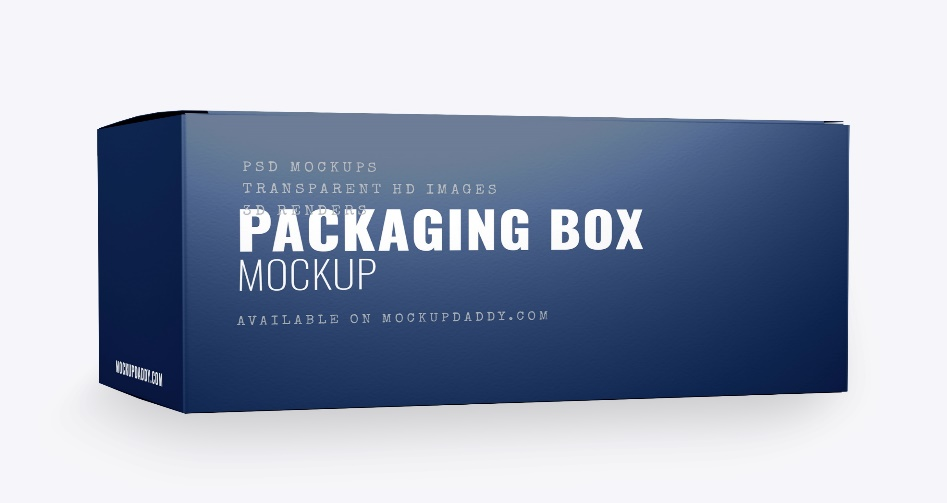 PSD MOCKUPS
TRANSPARENT HD IMAGES
3D RENDERS
PACKAGING BOX
MOCKUP
AVAILABLE ON MOCKUPDADDY.COM
MOCKUPDADDY.COM